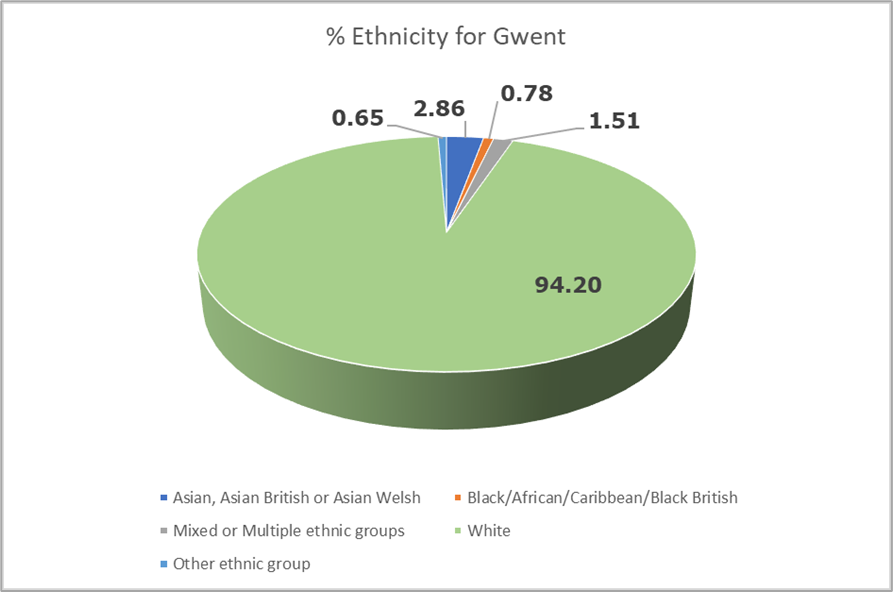 % Ethnicity for Gwent
0.65
2.86
0.78
1.51
94.20
Asian, Asian British or Asian Welsh
Black/African/Caribbean/Black British
Mixed or Multiple ethnic groups
White
Other ethnic group